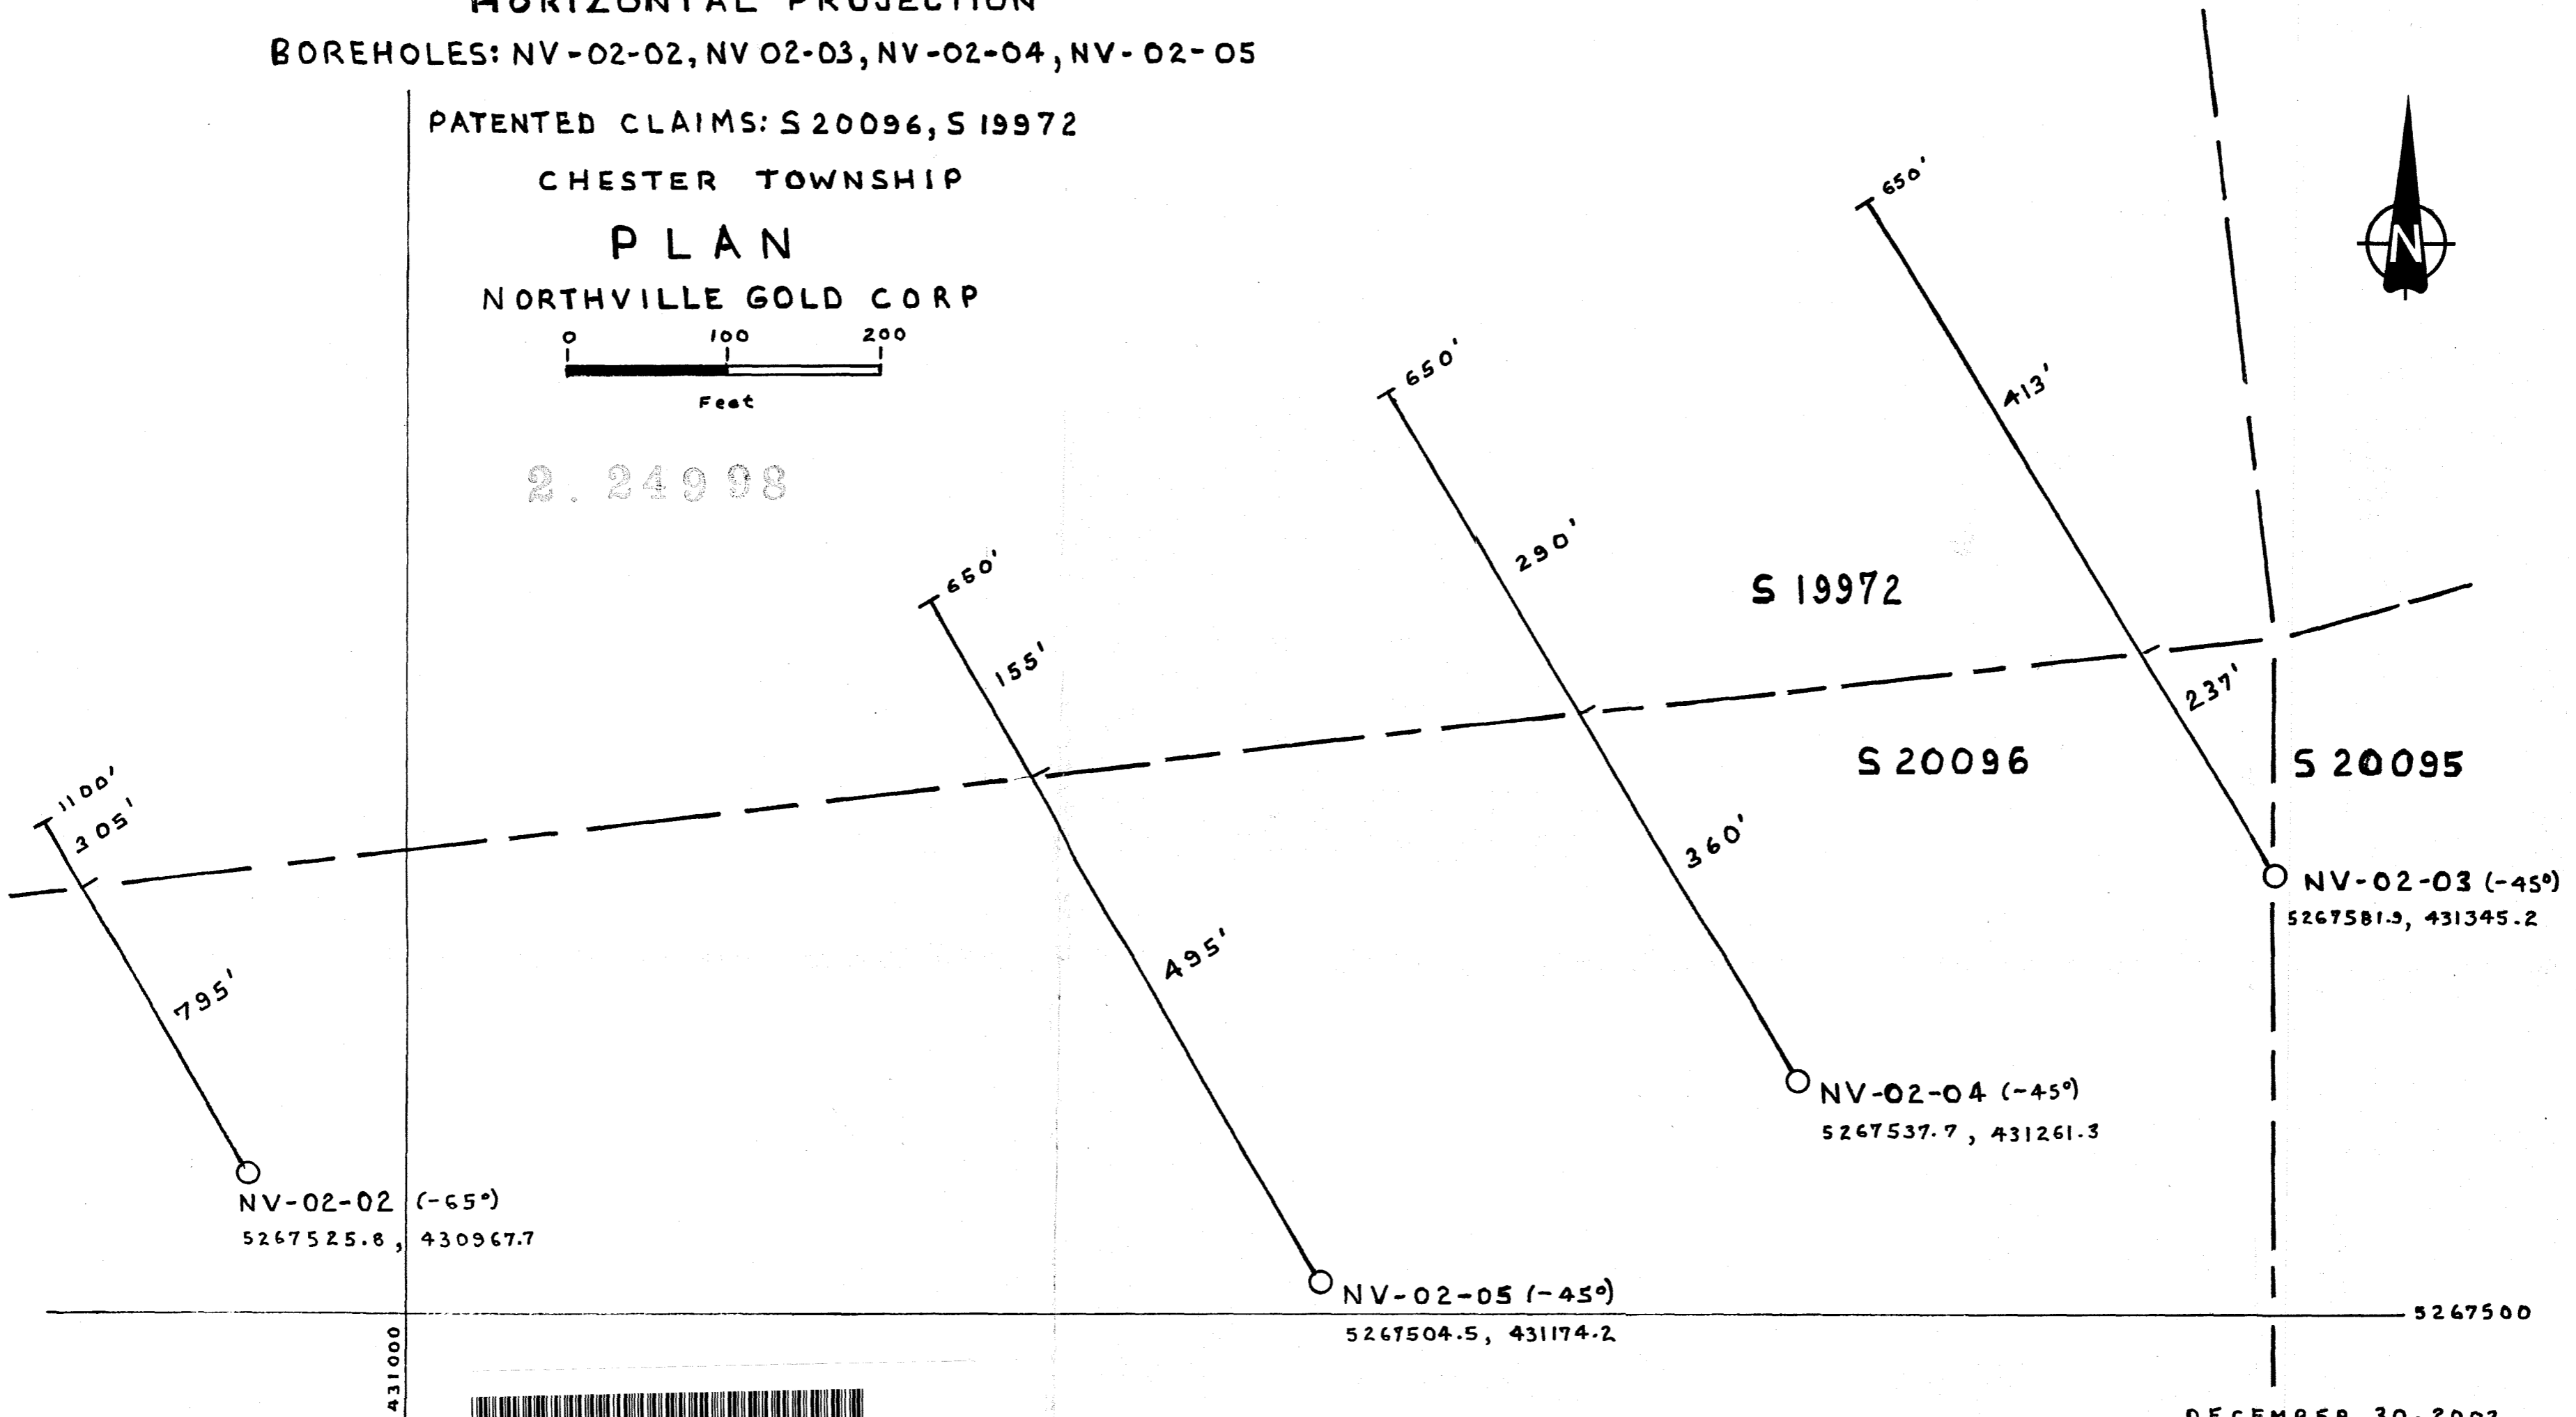 HORIZONTAL PROJECTION
BOREHOLES: NV-02-02, NV 02-03, NV-02-04, NV-02-05
PATENTED CLAIMS: S 20096, S 19972
CHESTER TOWNSHIP
PLAN
NORTHVILLE GOLD CORP
0 100 200
Feet
2. 24998
N
650'
413'
650'
290'
650'
155'
S 19972
237'
S 20096
S 20095
1100'
305'
360'
NV-02-03 (-45°)
5267581.9, 431345.2
495'
795'
NV-02-04 (-45°)
5267537.7, 431261.3
NV-02-02 (-65°)
5267525.8, 430967.7
NV-02-05 (-45°)
5267504.5, 431174.2
5267500
431000
DECEMBER 30, 2002